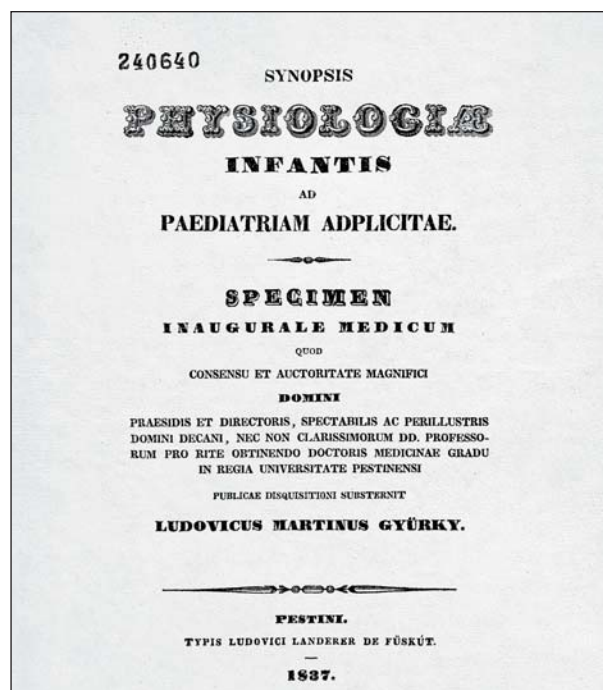 240640
SYNOPSIS
PHYSIOLOGIÆ
INFANTIS
AD
PAEDIATRIAM ADPLICITAE.
SPECIMEN
INAUGURALE MEDICUM
QUOD
CONSENSU ET AUCTORITATE MAGNIFICI
DOMINI
PRAESIDIS ET DIRECTORIS, SPECTABILIS AC PERILLUSTRIS
DOMINI DECANI, NEC NON CLARISSIMORUM DD. PROFESSO-
RUM PRO RITE OBTINENDO DOCTORIS MEDICINAE GRADU
IN REGIA UNIVERSITATE PESTINENSI
PUBLICAE DISQUISITIONI SUBSTERNIT
LUDOVICUS MARTINUS GYÜRKY.
PESTINI.
TYPIS LUDOVICI LANDERER DE FÜSKÚT.
1837.